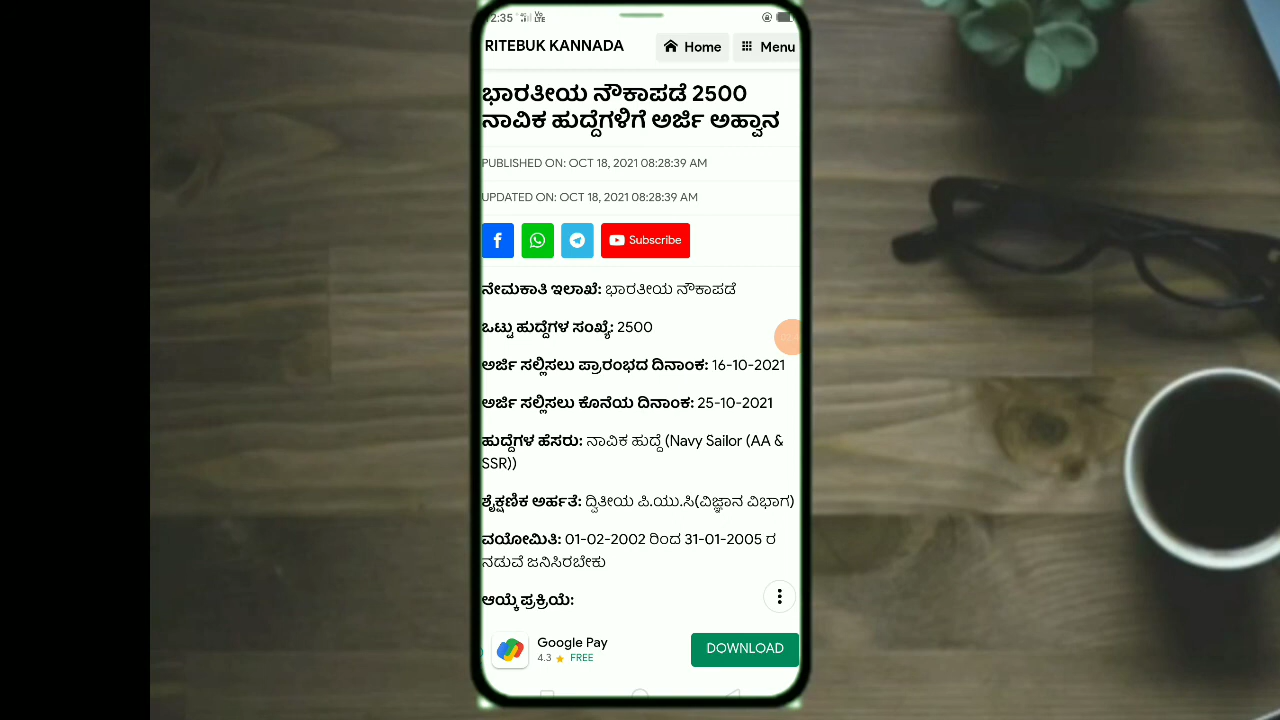 2:35 Vo LTE
RITEBUK KANNADA Home Menu
ಭಾರತೀಯ ನೌಕಾಪಡೆ 2500
ನಾವಿಕ ಹುದ್ದೆಗಳಿಗೆ ಅರ್ಜಿ ಅಹ್ವಾನ
PUBLISHED ON: OCT 18, 2021 08:28:39 AM
UPDATED ON: OCT 18, 2021 08:28:39 AM
Subscribe
ನೇಮಕಾತಿ ಇಲಾಖೆ: ಭಾರತೀಯ ನೌಕಾಪಡೆ
ಒಟ್ಟು ಹುದ್ದೆಗಳ ಸಂಖ್ಯೆ: 2500
ಅರ್ಜಿ ಸಲ್ಲಿಸಲು ಪ್ರಾರಂಭದ ದಿನಾಂಕ: 16-10-2021
ಅರ್ಜಿ ಸಲ್ಲಿಸಲು ಕೊನೆಯ ದಿನಾಂಕ: 25-10-2021
ಹುದ್ದೆಗಳ ಹೆಸರು: ನಾವಿಕ ಹುದ್ದೆ (Navy Sailor (AA &
SSR))
ಶೈಕ್ಷಣಿಕ ಅರ್ಹತೆ: ದ್ವಿತೀಯ ಪಿ.ಯು.ಸಿ(ವಿಜ್ಞಾನ ವಿಭಾಗ)
ವಯೋಮಿತಿ: 01-02-2002 ರಿಂದ 31-01-2005 ರ
ನಡುವೆ ಜನಿಸಿರಬೇಕು
ಆಯ್ಕೆ ಪ್ರಕ್ರಿಯೆ:
Google Pay
4.3 FREE
DOWNLOAD